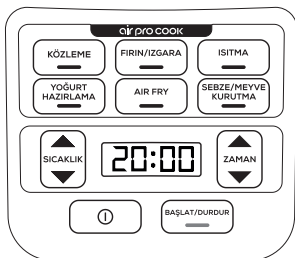 air pro cook
KÖZLEME FIRIN/IZGARA ISITMA
YOĞURT HAZIRLAMA AIR FRY SEBZE/MEYVE KURUTMA
SICAKLIK 20:00 ZAMAN
BAŞLAT/DURDUR